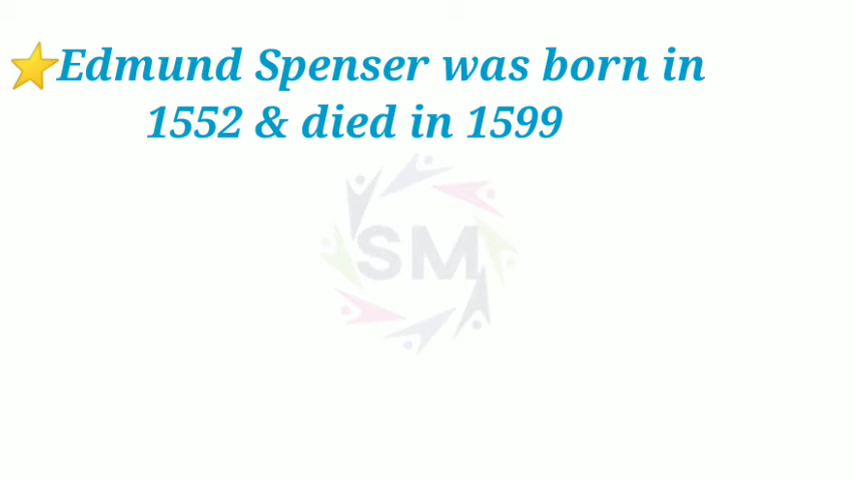 ⭐Edmund Spenser was born in
1552 & died in 1599
SM